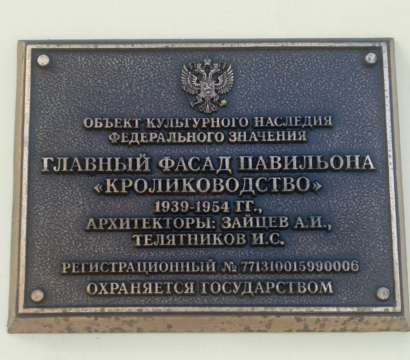 ОБЪЕКТ КУЛЬТУРНОГО НАСЛЕДИЯ
ФЕДЕРАЛЬНОГО ЗНАЧЕНИЯ
ГЛАВНЫЙ ФАСАД ПАВИЛЬОНА
«КРОЛИКОВОДСТВО»
1939-1954 ГГ.,
АРХИТЕКТОРЫ: ЗАЙЦЕВ А.И.,
ТЕЛЯТНИКОВ И.С.
РЕГИСТРАЦИОННЫЙ № 771310015990006
ОХРАНЯЕТСЯ ГОСУДАРСТВОМ